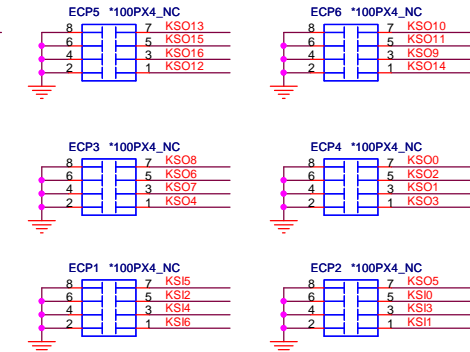 ECP5 *100PX4_NC
8 7 KSO13
6 5 KSO15
4 3 KSO16
2 1 KSO12
ECP6 *100PX4_NC
8 7 KSO10
6 5 KSO11
4 3 KSO9
2 1 KSO14
ECP3 *100PX4_NC
8 7 KSO8
6 5 KSO6
4 3 KSO7
2 1 KSO4
ECP4 *100PX4_NC
8 7 KSO0
6 5 KSO2
4 3 KSO1
2 1 KSO3
ECP1 *100PX4_NC
8 7 KSI5
6 5 KSI2
4 3 KSI4
2 1 KSI6
ECP2 *100PX4_NC
8 7 KSO5
6 5 KSI0
4 3 KSI3
2 1 KSI1